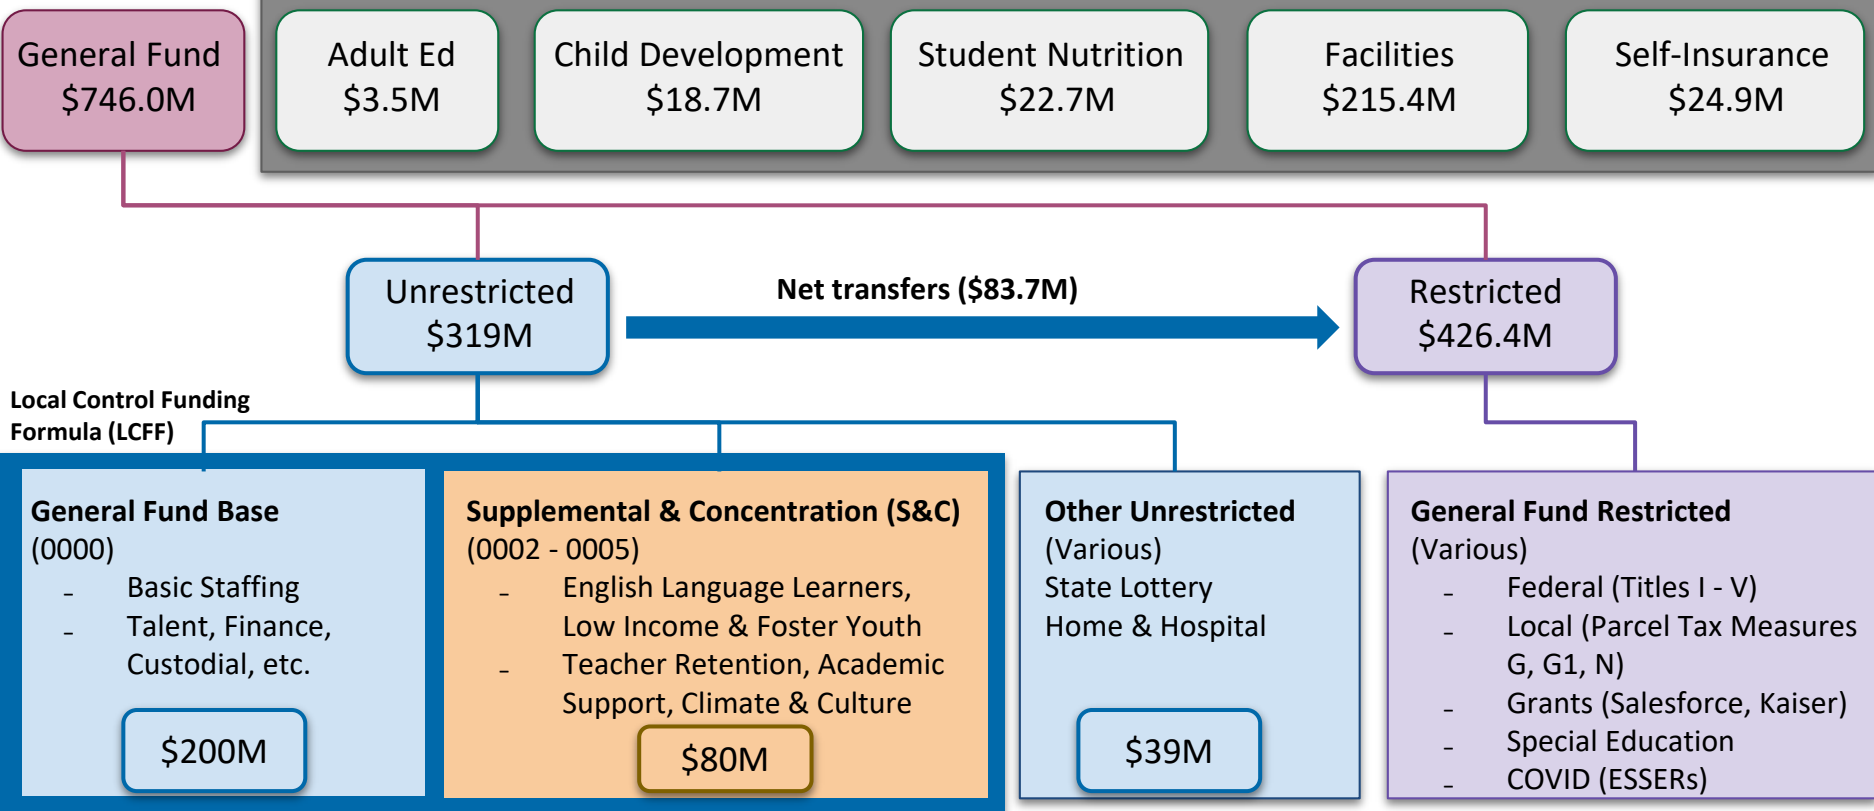 General Fund
$746.0M
Adult Ed
$3.5M
Child Development
$18.7M
Student Nutrition
$22.7M
Facilities
$215.4M
Self-Insurance
$24.9M
Unrestricted
$319M
Net transfers ($83.7M)
Restricted
$426.4M
Local Control Funding
Formula (LCFF)
General Fund Base
(0000)
- Basic Staffing
- Talent, Finance,
Custodial, etc.
$200M
Supplemental & Concentration (S&C)
(0002 - 0005)
- English Language Learners,
Low Income & Foster Youth
- Teacher Retention, Academic
Support, Climate & Culture
$80M
Other Unrestricted
(Various)
State Lottery
Home & Hospital
$39M
General Fund Restricted
(Various)
- Federal (Titles I - V)
- Local (Parcel Tax Measures
G, G1, N)
- Grants (Salesforce, Kaiser)
- Special Education
- COVID (ESSERs)